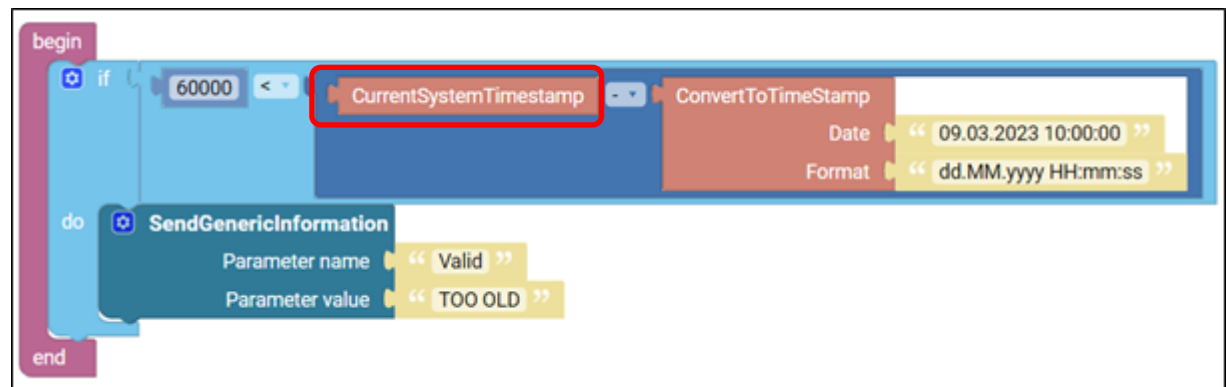 begin
if 60000 < CurrentSystemTimestamp - ConvertToTimeStamp
Date “ 09.03.2023 10:00:00 ”
Format “ dd.MM.yyyy HH:mm:ss ”
do SendGenericInformation
Parameter name “ Valid ”
Parameter value “ TOO OLD ”
end